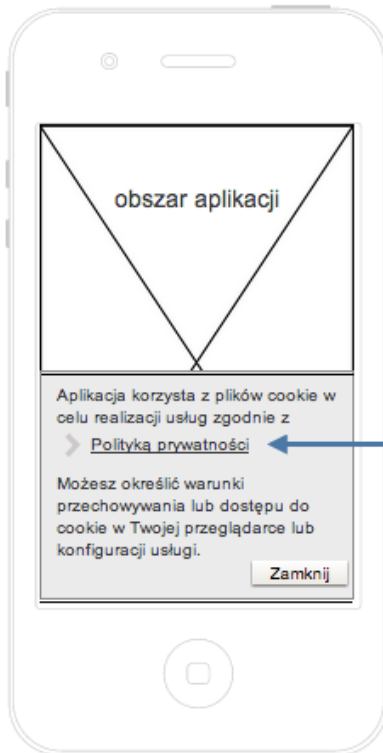 obszar aplikacji
Aplikacja korzysta z plików cookie w
celu realizacji usług zgodnie z
Polityką prywatności
Możesz określić warunki
przechowywania lub dostępu do
cookie w Twojej przeglądarce lub
konfiguracji usługi.
Zamknij